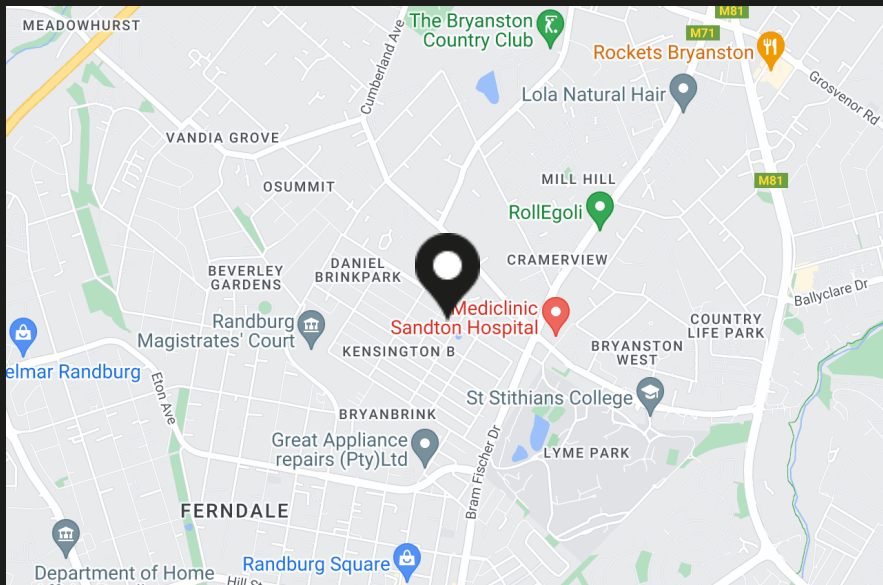 MEADOWHURST
The Bryanston
Country Club
M81
M71
Rockets Bryanston
Cumberland Ave
Lola Natural Hair
Grosvenor Rd
VANDIA GROVE
OSUMMIT
MILL HILL
M81
RollEgoli
DANIEL
BRINKPARK
CRAMERVIEW
BEVERLEY
GARDENS
Ballyclare Dr
Mediclinic
Sandton Hospital
Randburg
Magistrates' Court
COUNTRY
LIFE PARK
KENSINGTON B
BRYANSTON
WEST
elmar Randburg
Eton Ave
St Stithians College
BRYANBRINK
Great Appliance
repairs (Pty)Ltd
Bram Fischer Dr
LYME PARK
FERNDALE
Randburg Square
Department of Home
Hill S